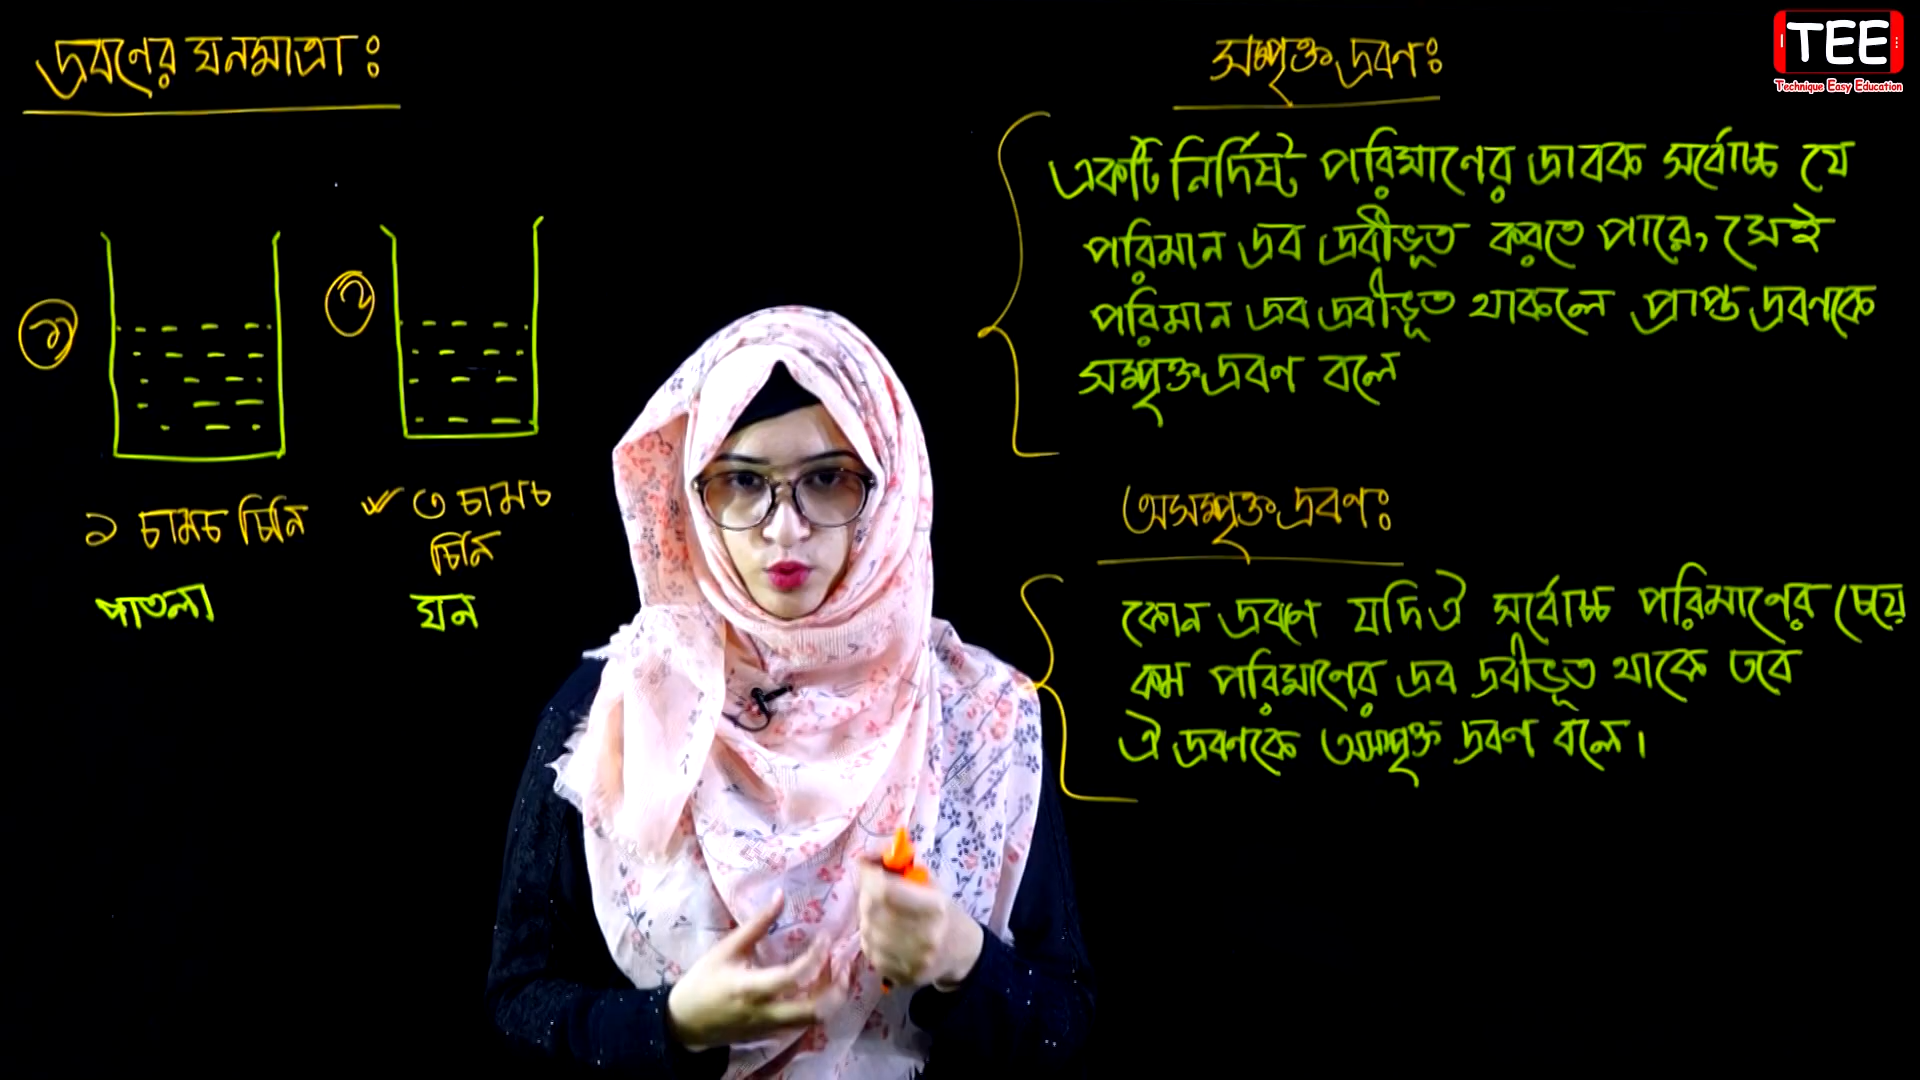 দ্রবণের ঘনমাত্রা ঃ
১
২
১ চামচ চিনি
৩ চামচ
চিনি
পাতলা
ঘন
সম্পৃক্ত দ্রবণ ঃ
একটি নির্দিষ্ট পরিমাণের দ্রাবক সর্বোচ্চ যে
পরিমান দ্রব দ্রবীভূত করতে পারে, সেই
পরিমান দ্রব দ্রবীভূত থাকলে প্রাপ্ত দ্রবণকে
সম্পৃক্ত দ্রবণ বলে
অসম্পৃক্ত দ্রবণ ঃ
কোন দ্রবণে যদি ঐ সর্বোচ্চ পরিমাণের চেয়ে
কম পরিমাণের দ্রব দ্রবীভূত থাকে তবে
ঐ দ্রবণকে অসম্পৃক্ত দ্রবণ বলে।
TEE
Technique Easy Education